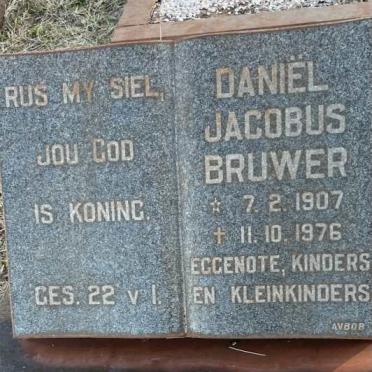 RUS MY SIEL,
JOU GOD
IS KONING.
GES. 22 v 1.
DANIËL
JACOBUS
BRUWER
☆ 7. 2. 1907
✝ 11. 10. 1976
EGGENOTE, KINDERS
EN KLEINKINDERS
AVBOB